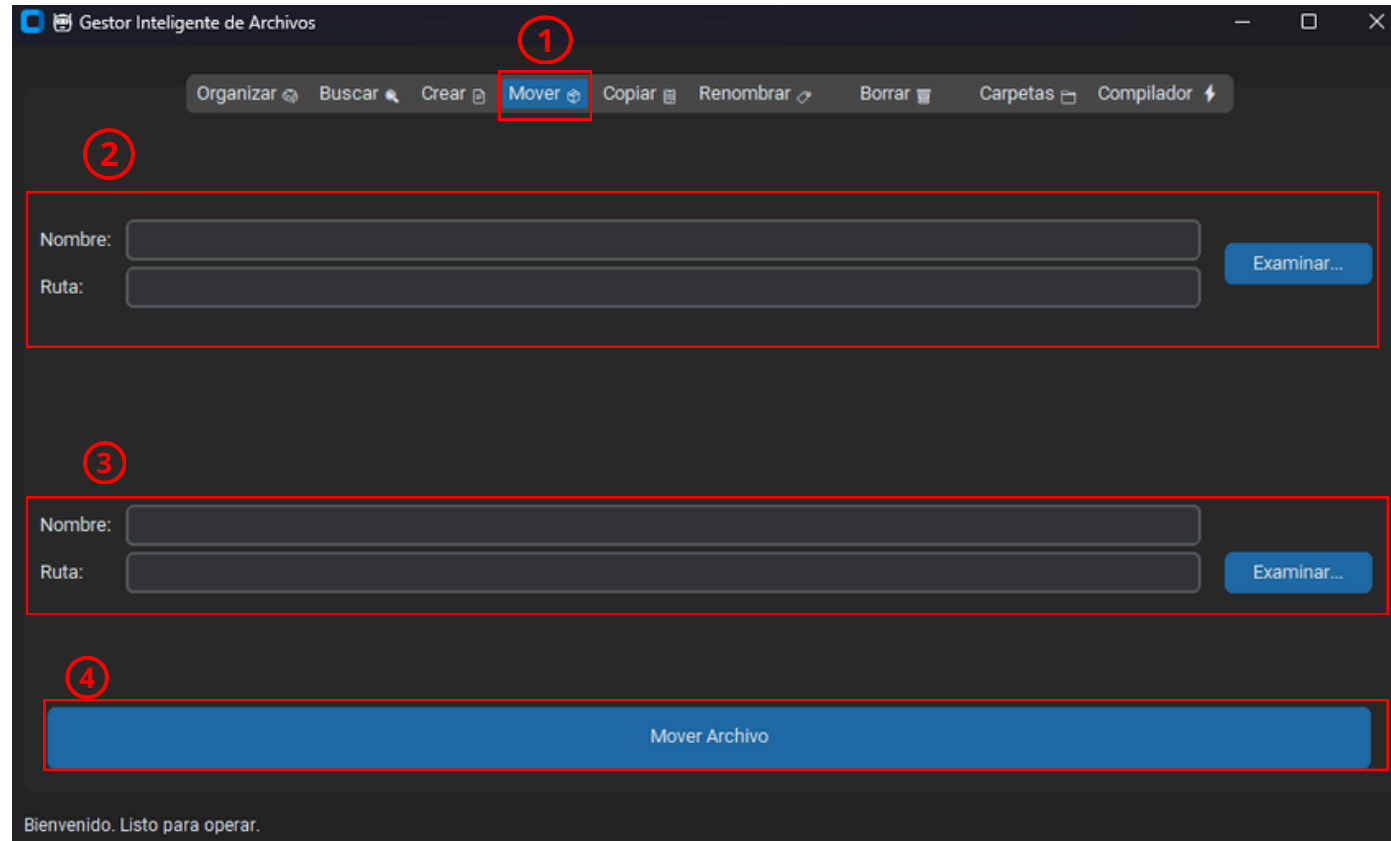 Gestor Inteligente de Archivos
1
Organizar Buscar Crear Mover Copiar Renombrar Borrar Carpetas Compilador
2
Nombre:
Examinar...
Ruta:
3
Nombre:
Ruta: Examinar...
4
Mover Archivo
Bienvenido. Listo para operar.